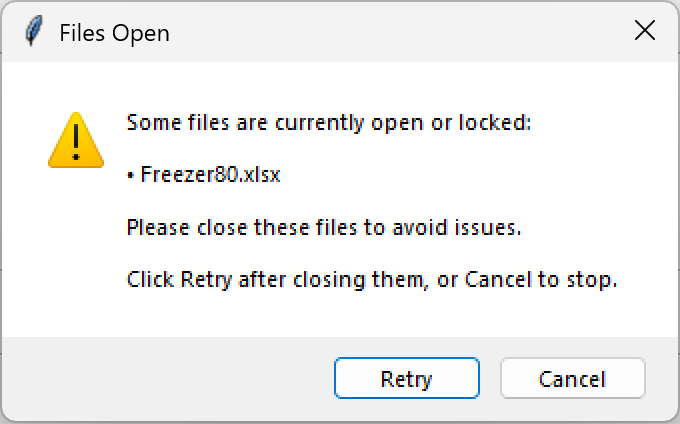 Files Open
Some files are currently open or locked:
• Freezer80.xlsx
Please close these files to avoid issues.
Click Retry after closing them, or Cancel to stop.
Retry
Cancel